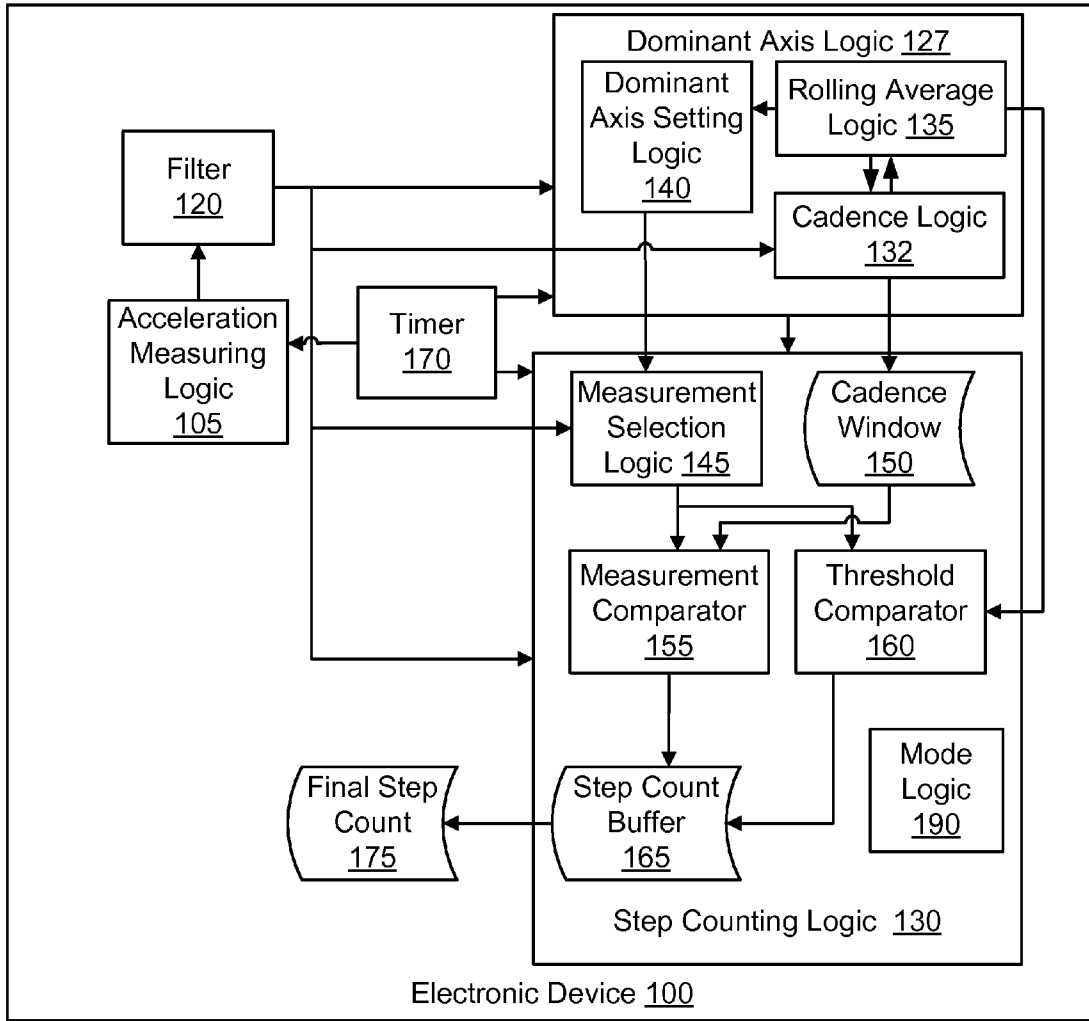 Dominant Axis Logic 127
Dominant
Axis Setting
Logic
140
Rolling Average
Logic 135
Cadence Logic
132
Filter
120
Acceleration
Measuring
Logic
105
Timer
170
Measurement
Selection
Logic 145
Cadence
Window
150
Measurement
Comparator
155
Threshold
Comparator
160
Mode
Logic
190
Final Step
Count
175
Step Count
Buffer
165
Step Counting Logic 130
Electronic Device 100